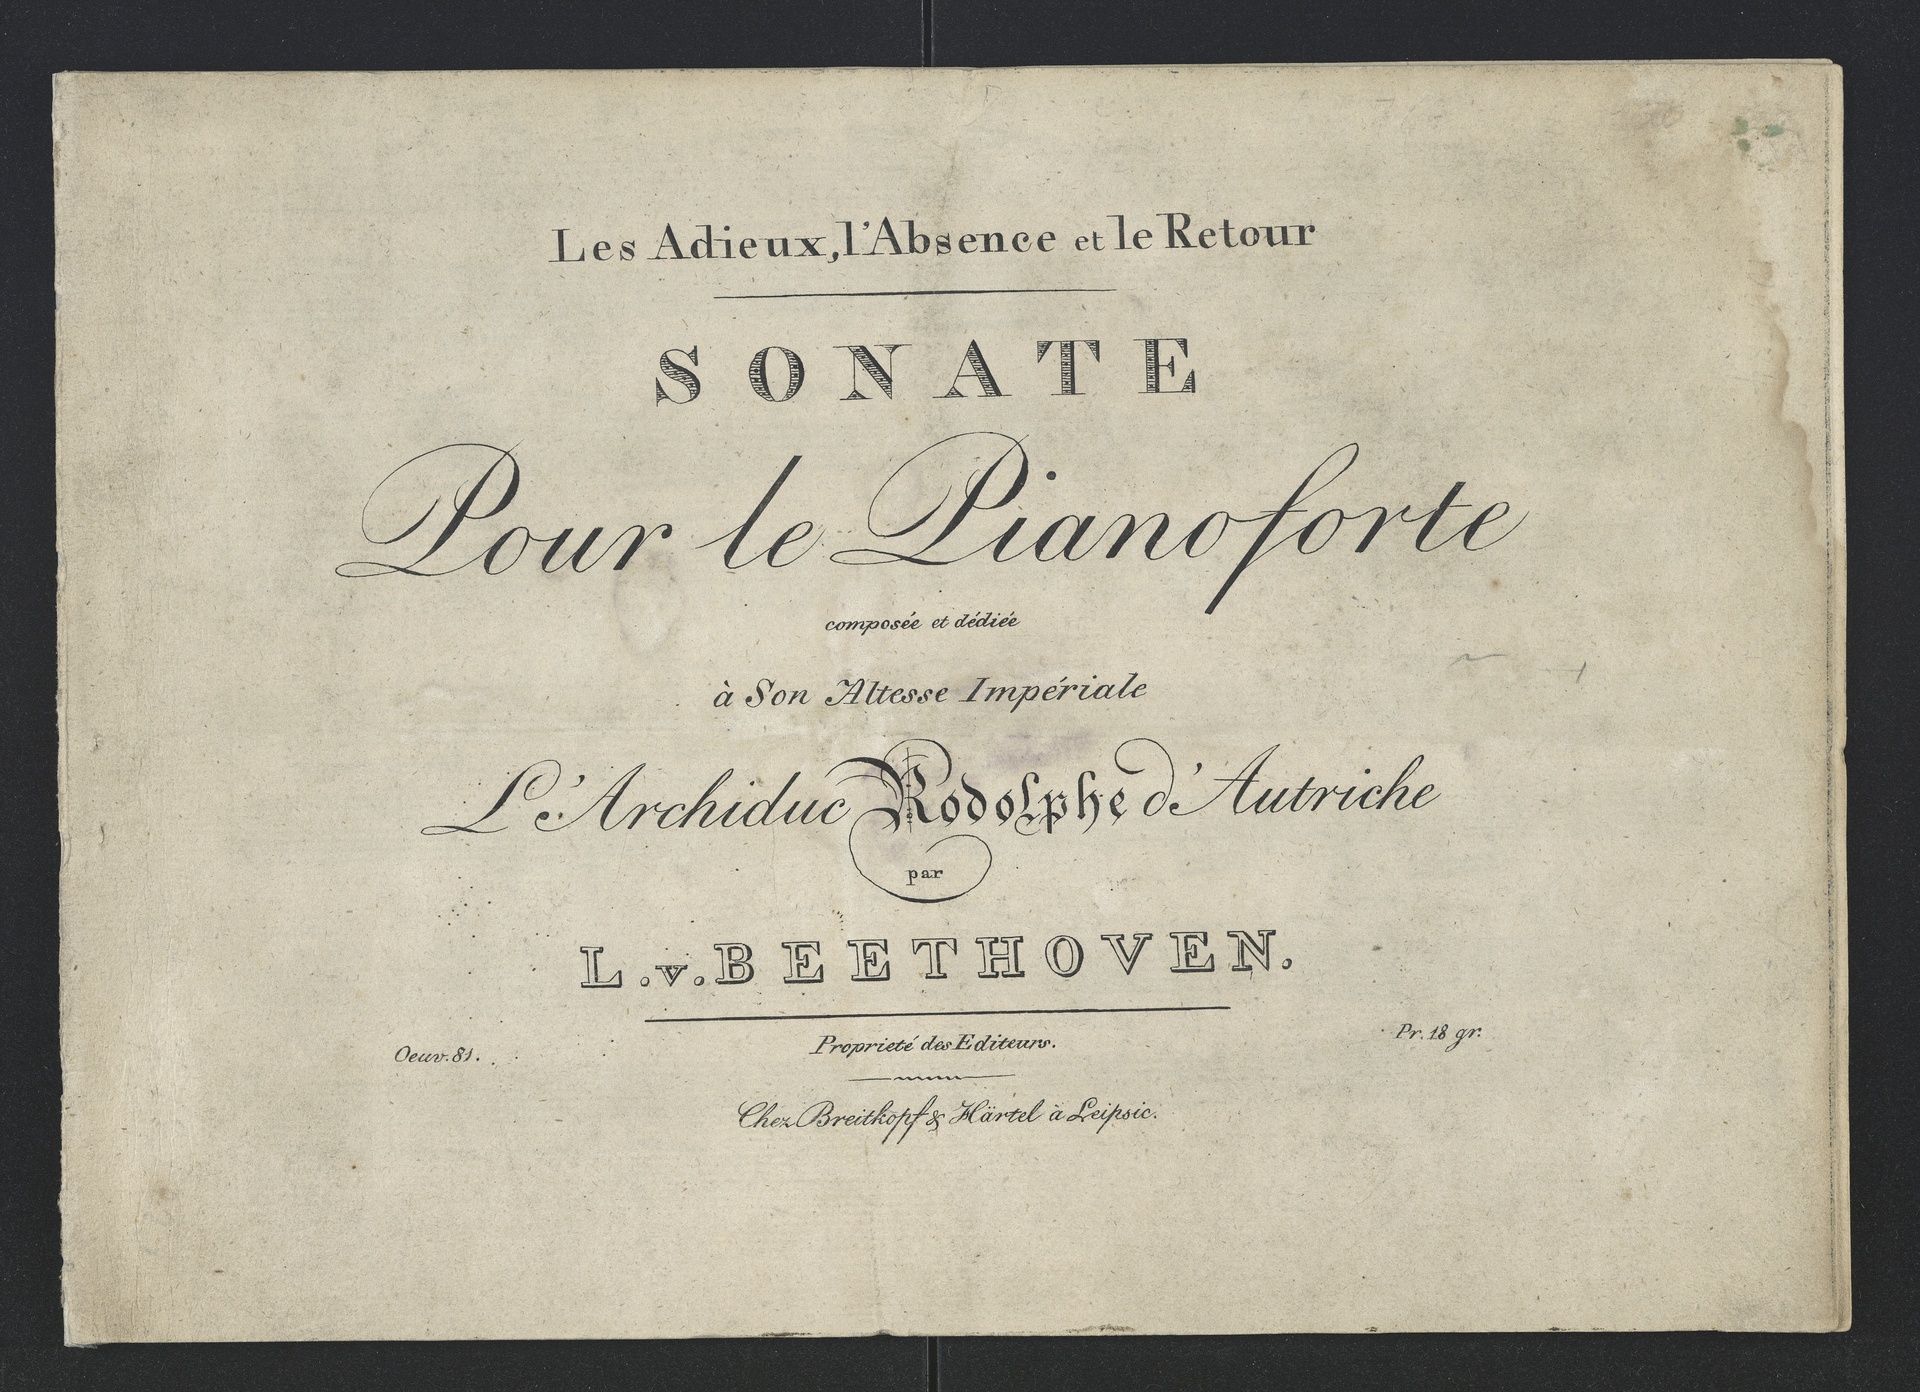 Les Adieux, l'Absence et le Retour
SONATE
Pour le Pianoforte
composée et dédiée
à Son Altesse Impériale
L'Archiduc Rodolphe d'Autriche
par
L. v. BEETHOVEN.
Oeuv. 81.
Proprieté des Editeurs.
Pr. 18 gr.
Chez Breitkopf & Härtel à Leipsic.